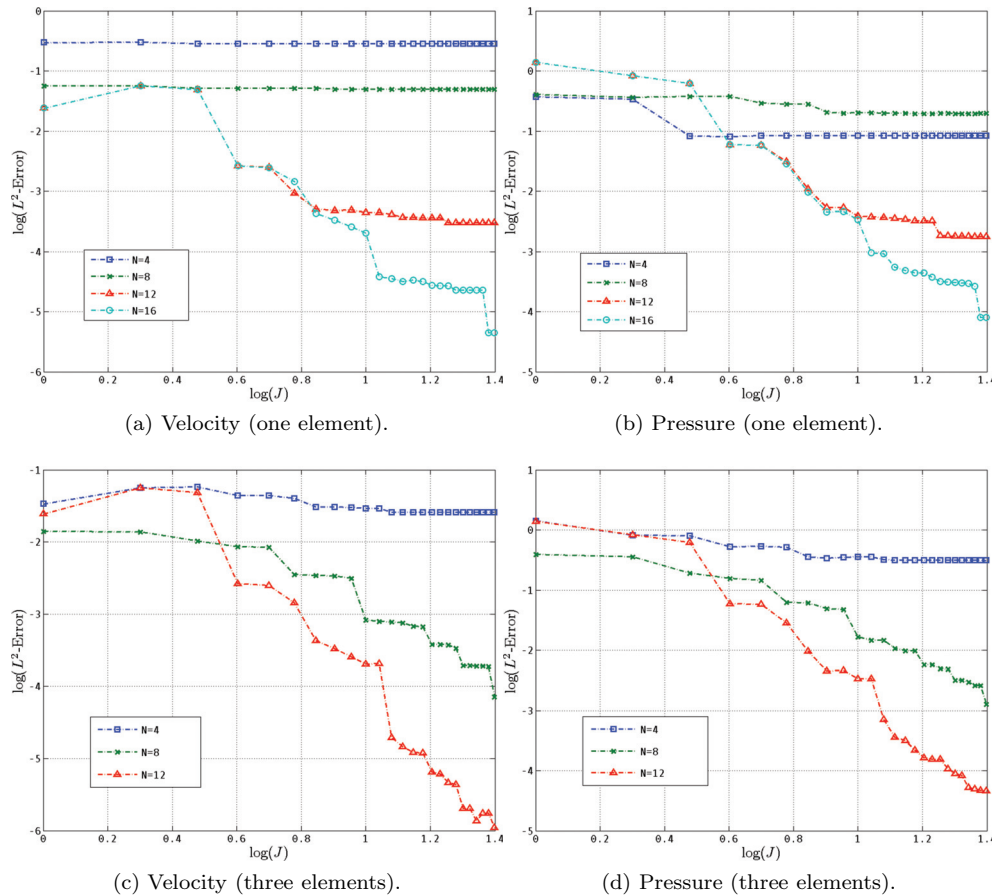 0
-1
-2
-3
-4
-5
-6
log(L²-Error)
N=4
N=8
N=12
N=16
0 0.2 0.4 0.6 0.8 1 1.2 1.4
log(J)
(a) Velocity (one element).
1
0
-1
-2
-3
-4
-5
log(L²-Error)
N=4
N=8
N=12
N=16
0 0.2 0.4 0.6 0.8 1 1.2 1.4
log(J)
(b) Pressure (one element).
-1
-2
-3
-4
-5
-6
log(L²-Error)
N=4
N=8
N=12
0 0.2 0.4 0.6 0.8 1 1.2 1.4
log(J)
(c) Velocity (three elements).
1
0
-1
-2
-3
-4
-5
log(L²-Error)
N=4
N=8
N=12
0 0.2 0.4 0.6 0.8 1 1.2 1.4
log(J)
(d) Pressure (three elements).